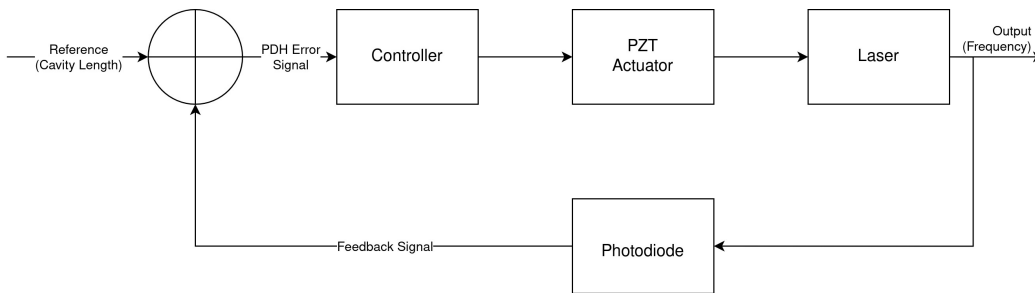 Reference
(Cavity Length)
PDH Error
Signal
Controller
PZT
Actuator
Laser
Output
(Frequency)
Feedback Signal
Photodiode